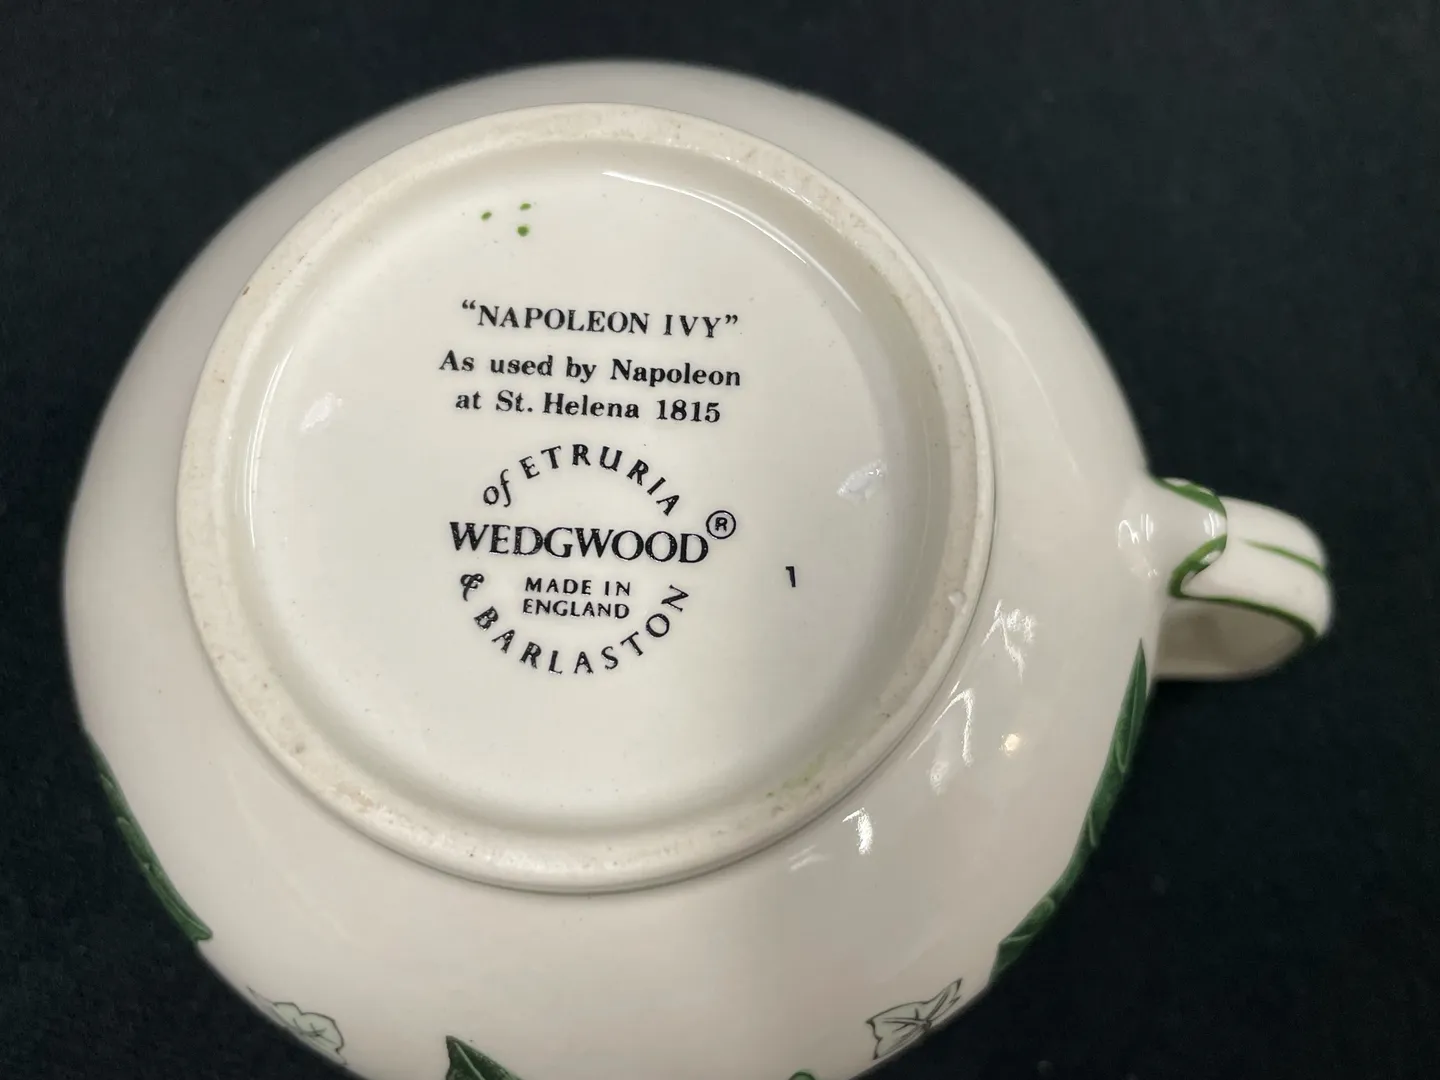 “NAPOLEON IVY”
As used by Napoleon
at St. Helena 1815
of ETRURIA
WEDGWOOD®
MADE IN
ENGLAND
& BARLASTON
1